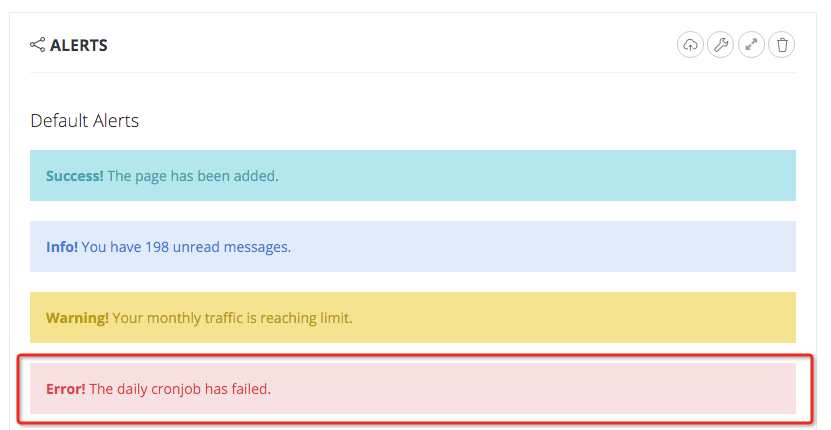 ALERTS
Default Alerts
Success! The page has been added.
Info! You have 198 unread messages.
Warning! Your monthly traffic is reaching limit.
Error! The daily cronjob has failed.